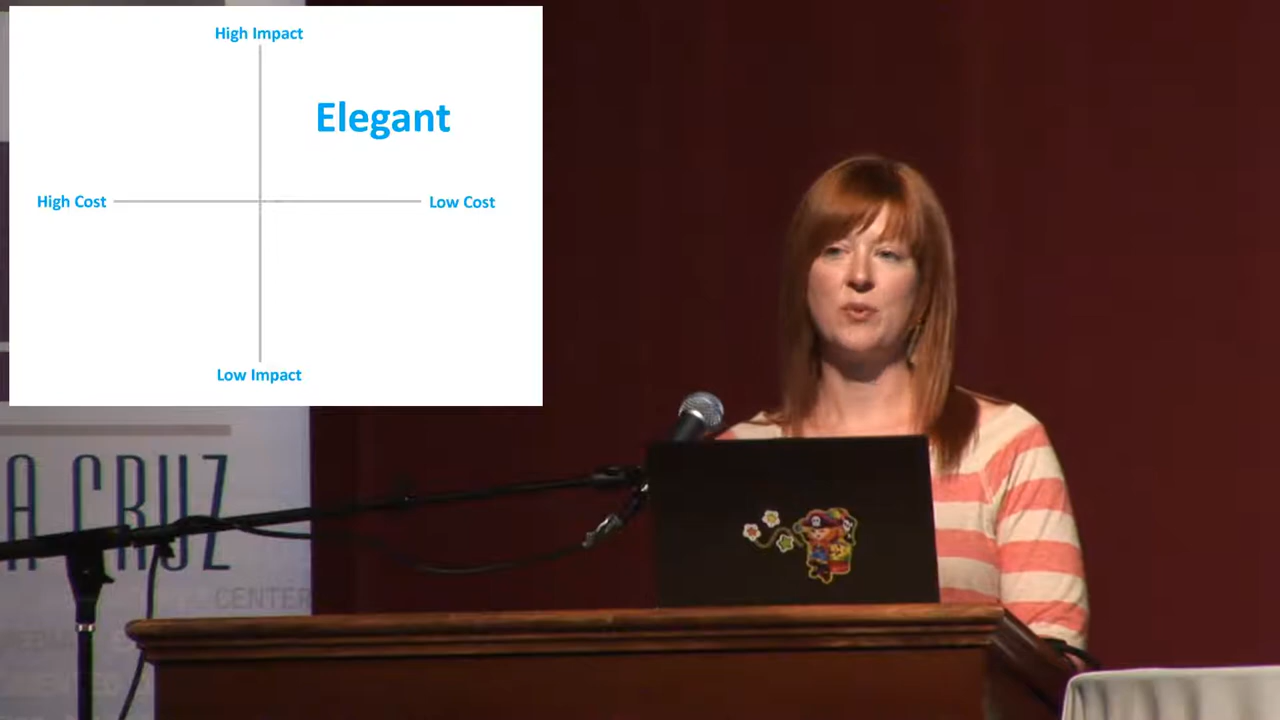 High Impact
Elegant
High Cost
Low Cost
Low Impact
A CRUZ
CENTER